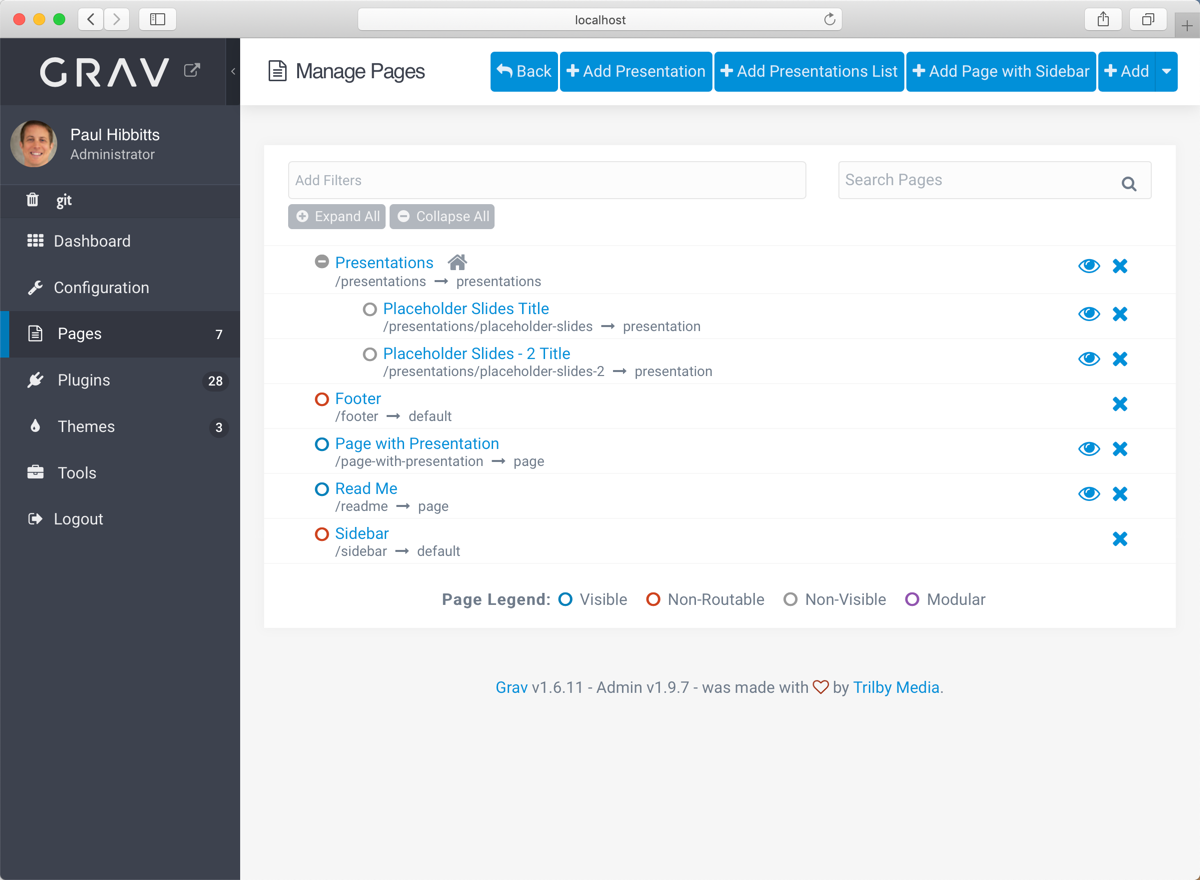 localhost
GRAV
Manage Pages
Back
Add Presentation
Add Presentations List
Add Page with Sidebar
Add
Paul Hibbitts
Administrator
git
Dashboard
Configuration
Pages 7
Plugins 28
Themes 3
Tools
Logout
Add Filters
Search Pages
Expand All
Collapse All
Presentations
/presentations → presentations
Placeholder Slides Title
/presentations/placeholder-slides → presentation
Placeholder Slides - 2 Title
/presentations/placeholder-slides-2 → presentation
Footer
/footer → default
Page with Presentation
/page-with-presentation → page
Read Me
/readme → page
Sidebar
/sidebar → default
Page Legend: Visible Non-Routable Non-Visible Modular
Grav v1.6.11 - Admin v1.9.7 - was made with ♡ by Trilby Media.